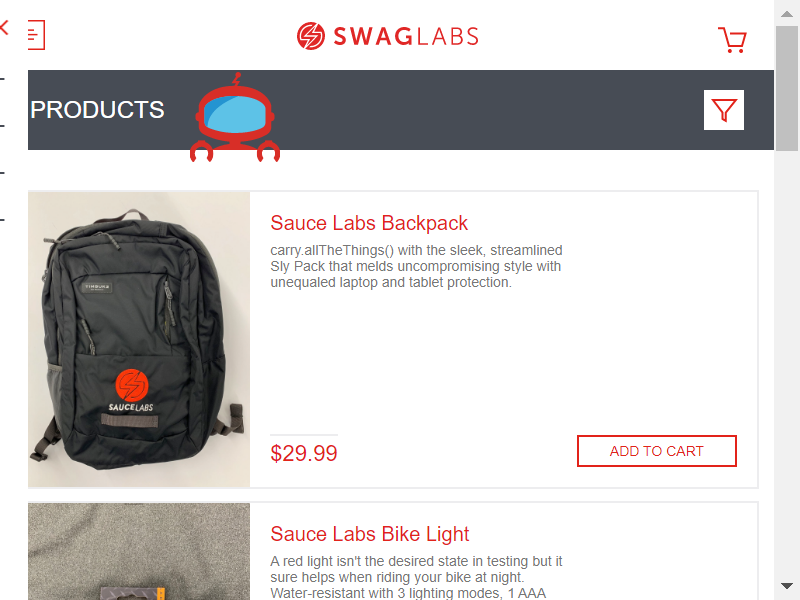 SWAGLABS
PRODUCTS
Sauce Labs Backpack
carry.allTheThings() with the sleek, streamlined
Sly Pack that melds uncompromising style with
unequaled laptop and tablet protection.
SAUCELABS
$29.99
ADD TO CART
Sauce Labs Bike Light
A red light isn't the desired state in testing but it
sure helps when riding your bike at night.
Water-resistant with 3 lighting modes, 1 AAA